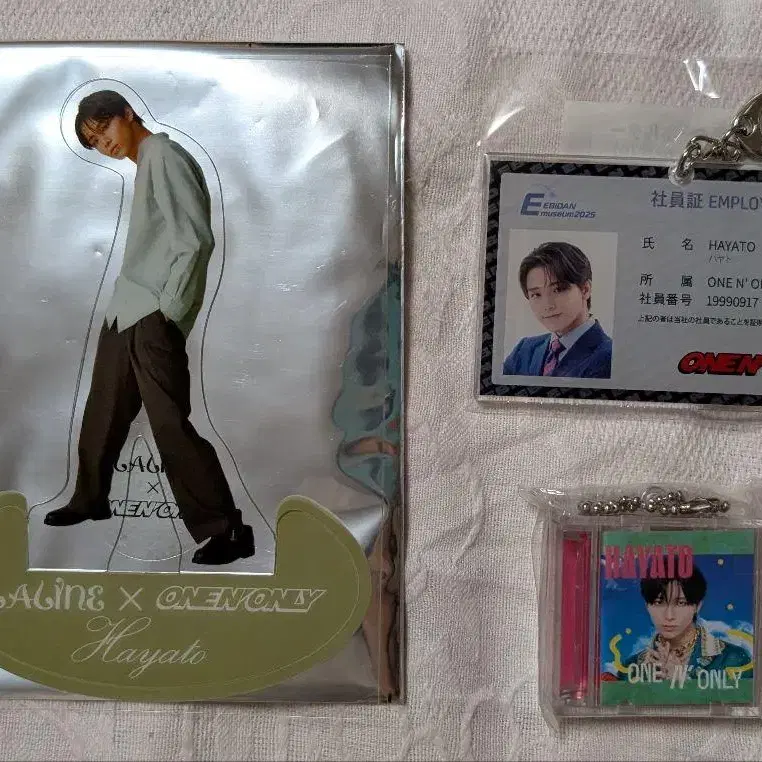 LALINE × ONE N' ONLY
Hayato
EBiDAN
museum2025
社員証 EMPLOY
氏 名 HAYATO
ハヤト
所 属 ONE N' ON
社員番号 19990917
上記の者は当社の社員であることを証
ONE N'
HAYATO
ONE N' ONLY